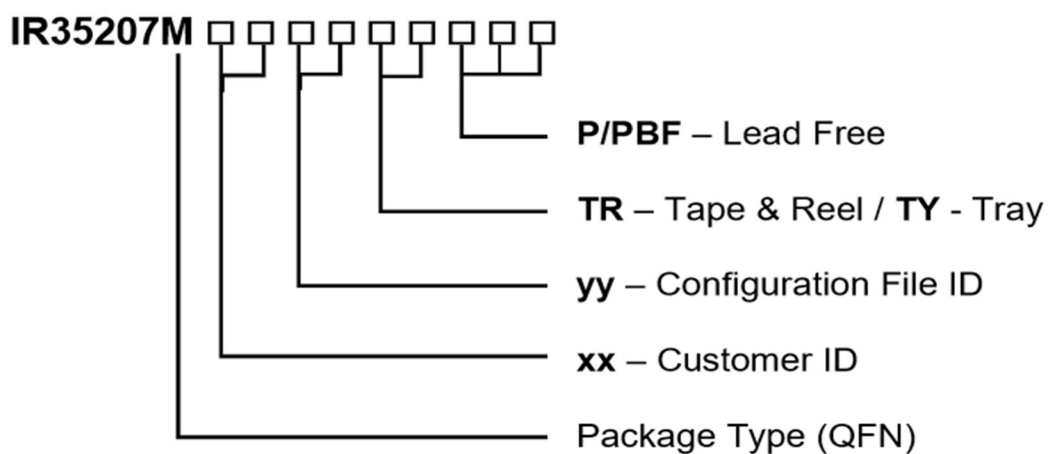 IR35207M □ □ □ □ □ □ □ □ □
P/PBF – Lead Free
TR – Tape & Reel / TY - Tray
yy – Configuration File ID
xx – Customer ID
Package Type (QFN)